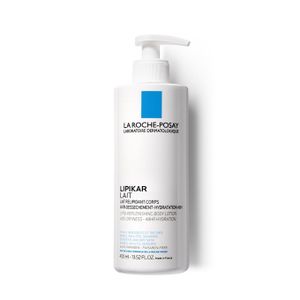 LA ROCHE-POSAY
LABORATOIRE DERMATOLOGIQUE
LIPIKAR
LAIT
LAIT RELIPIDANT CORPS
ANTI-DESSÈCHEMENT-HYDRATATION 48H
LIPID-REPLENISHING BODY LOTION
ANTI-DRYNESS - 48HR HYDRATION
400 ml - 13.52 FL.OZ.